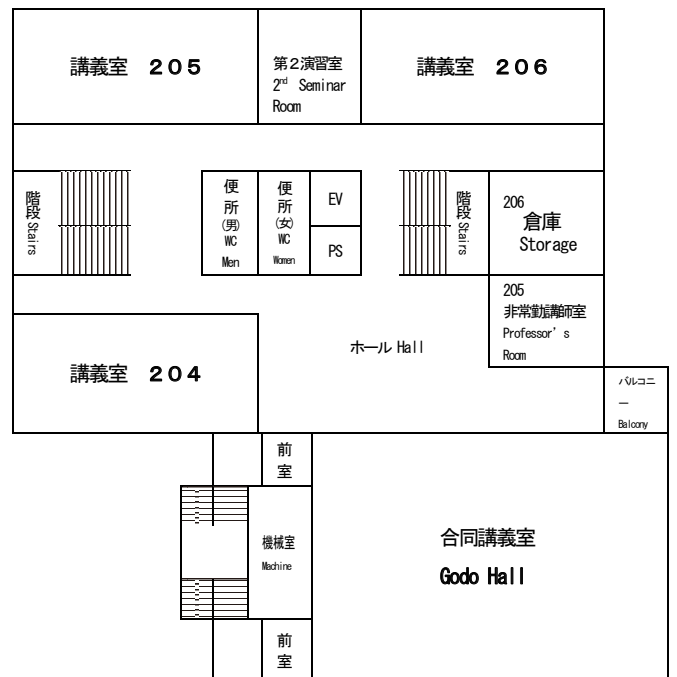 講義室 ２０５
第２演習室
2nd Seminar
Room
講義室 ２０６
階段 Stairs
便
所
(男)
WC
Men
便
所
(女)
WC
Women
EV
PS
階段 Stairs
206
倉庫
Storage
205
非常勤講師室
Professor’s
Room
講義室 ２０４
ホール Hall
バルコニ
ー
Balcony
前
室
機械室
Machine
合同講義室
Godo Hall
前
室